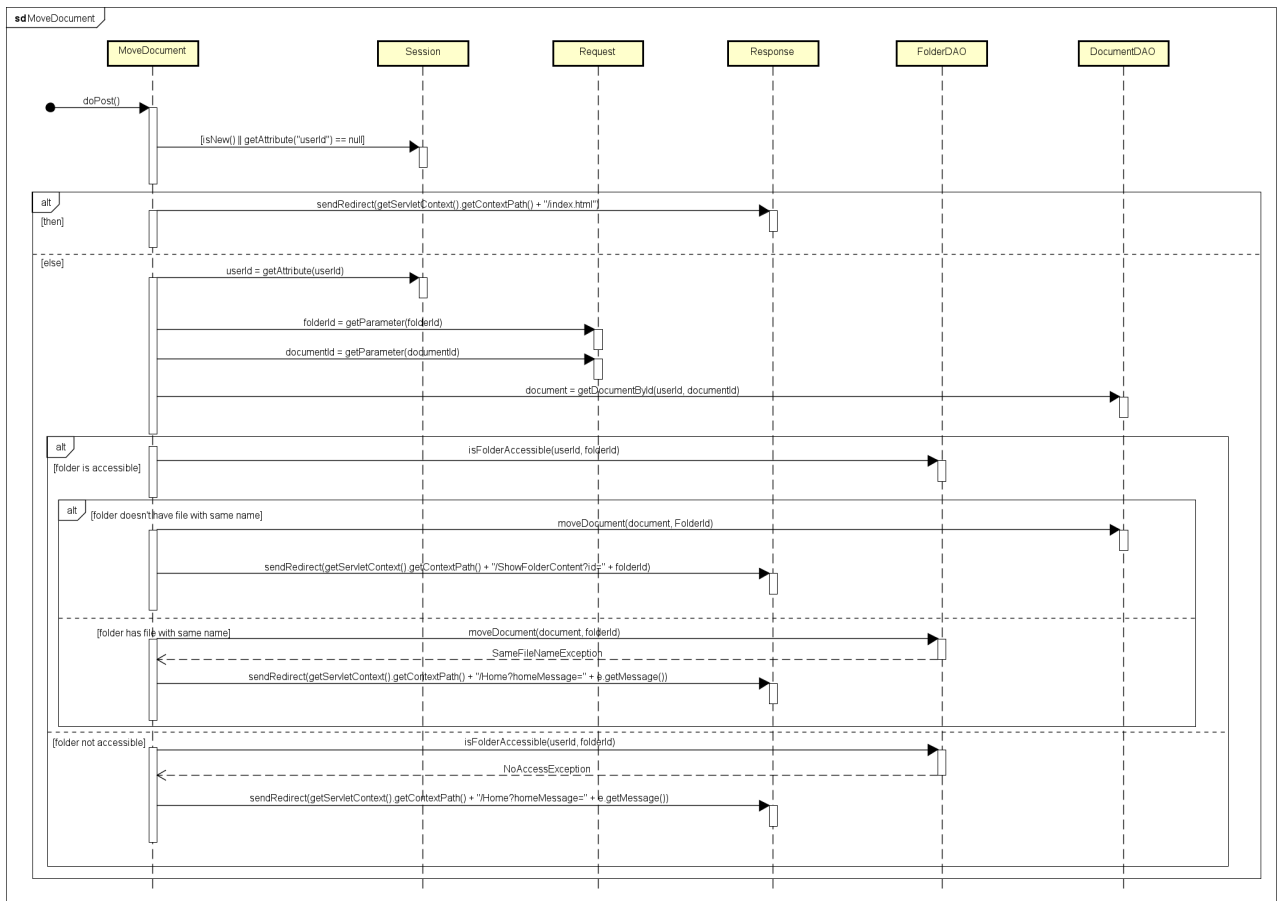 sd MoveDocument
MoveDocument
Session
Request
Response
FolderDAO
DocumentDAO
doPost()
[isNew() || getAttribute("userId") == null]
alt
sendRedirect(getServletContext().getContextPath() + "/index.html")
[then]
[else]
userId = getAttribute(userId)
folderId = getParameter(folderId)
documentId = getParameter(documentId)
document = getDocumentById(userId, documentId)
alt
isFolderAccessible(userId, folderId)
[folder is accessible]
alt
[folder doesn't have file with same name]
moveDocument(document, FolderId)
sendRedirect(getServletContext().getContextPath() + "/ShowFolderContent?id=" + folderId)
[folder has file with same name]
moveDocument(document, folderId)
SameFileNameException
sendRedirect(getServletContext().getContextPath() + "/Home?homeMessage=" + e.getMessage())
[folder not accessible]
isFolderAccessible(userId, folderId)
NoAccessException
sendRedirect(getServletContext().getContextPath() + "/Home?homeMessage=" + e.getMessage())